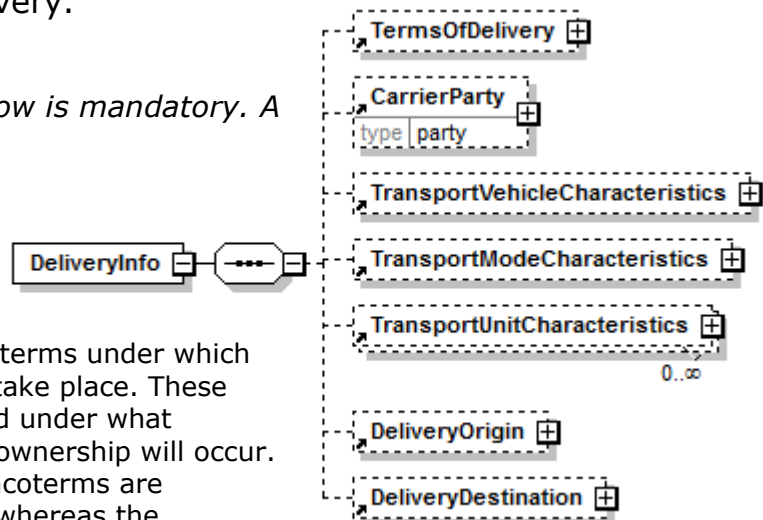 very.
ow is mandatory. A
terms under which
take place. These
d under what
ownership will occur.
coterms are
whereas the
DeliveryInfo
TermsOfDelivery
CarrierParty
type party
TransportVehicleCharacteristics
TransportModeCharacteristics
TransportUnitCharacteristics
0..∞
DeliveryOrigin
DeliveryDestination